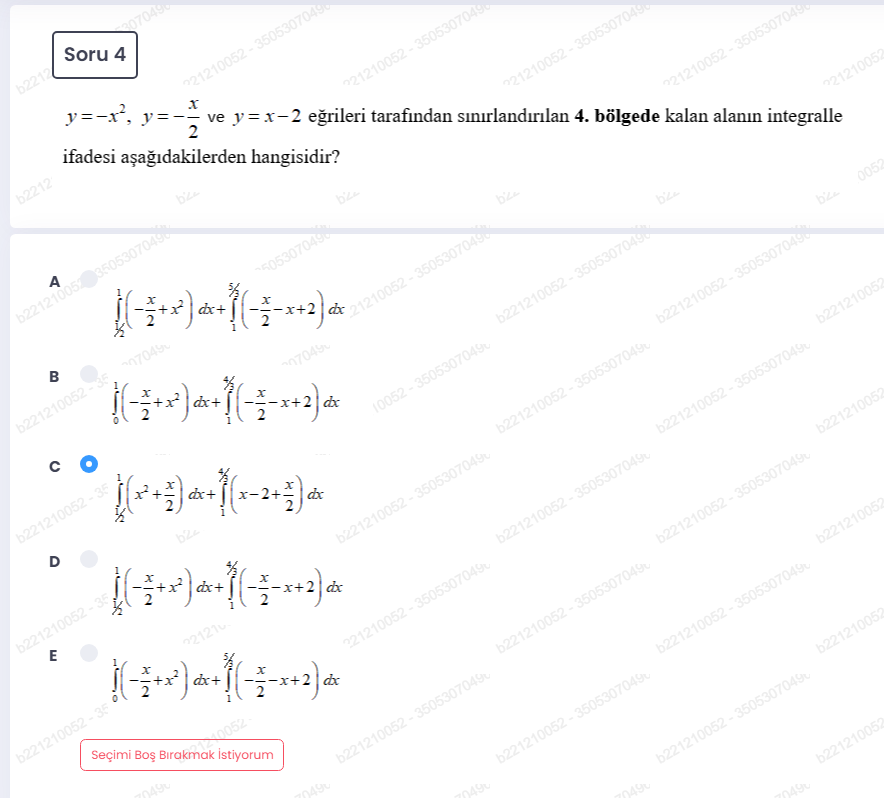 Soru 4
y = −x², y = −x/2 ve y = x − 2 eğrileri tarafından sınırlandırılan 4. bölgede kalan alanın integralle
ifadesi aşağıdakilerden hangisidir?
A ∫_{1/2}^{1} (−x/2 + x²) dx + ∫_{1}^{5/3} (−x/2 − x + 2) dx
B ∫_{0}^{1} (−x/2 + x²) dx + ∫_{1}^{4/3} (−x/2 − x + 2) dx
C ∫_{1/2}^{1} (x² + x/2) dx + ∫_{1}^{4/3} (x − 2 + x/2) dx
D ∫_{1/2}^{1} (−x/2 + x²) dx + ∫_{1}^{4/3} (−x/2 − x + 2) dx
E ∫_{0}^{1} (−x/2 + x²) dx + ∫_{1}^{5/3} (−x/2 − x + 2) dx
Seçimi Boş Bırakmak İstiyorum